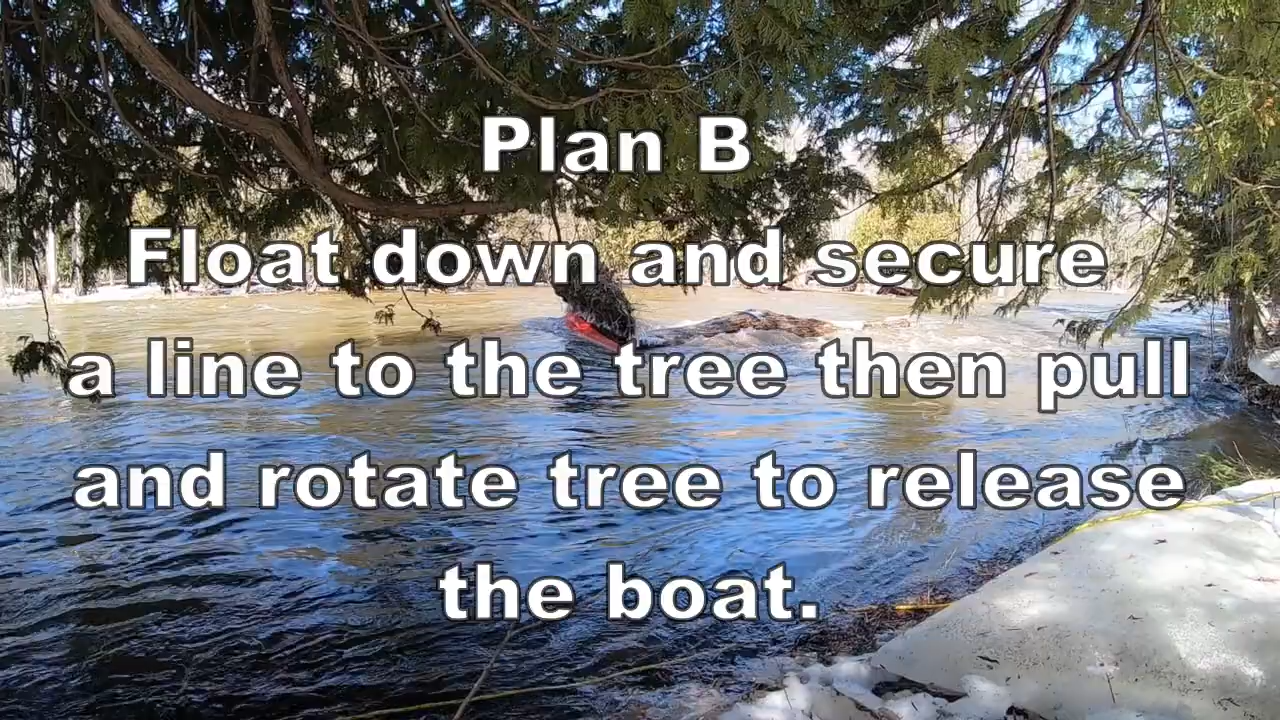 Plan B
Float down and secure
a line to the tree then pull
and rotate tree to release
the boat.